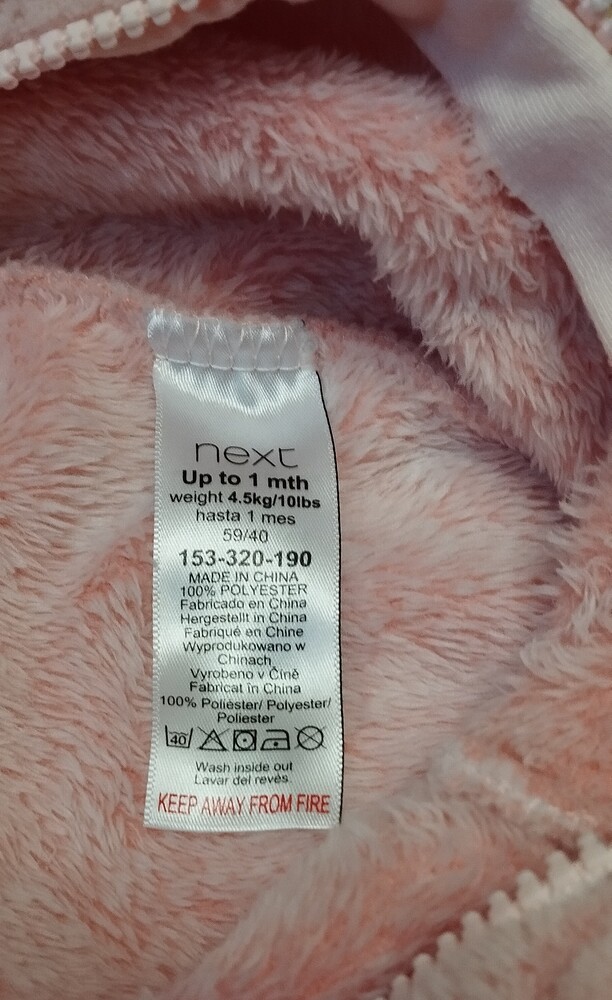 next
Up to 1 mth
weight 4.5kg/10lbs
hasta 1 mes
59/40
153-320-190
MADE IN CHINA
100% POLYESTER
Fabricado en China
Hergestellt in China
Fabriqué en Chine
Wyprodukowano w
Chinach
Vyrobeno v Číně
Fabricat în China
100% Poliéster/ Polyester/
Poliester
40
Wash inside out
Lavar del revés.
KEEP AWAY FROM FIRE